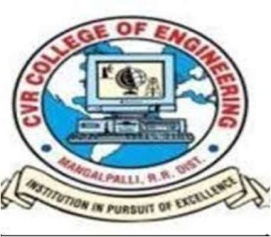 CVR COLLEGE OF ENGINEERING
MANGALPALLI, R.R. DIST.
INSTITUTION IN PURSUIT OF EXCELLENCE